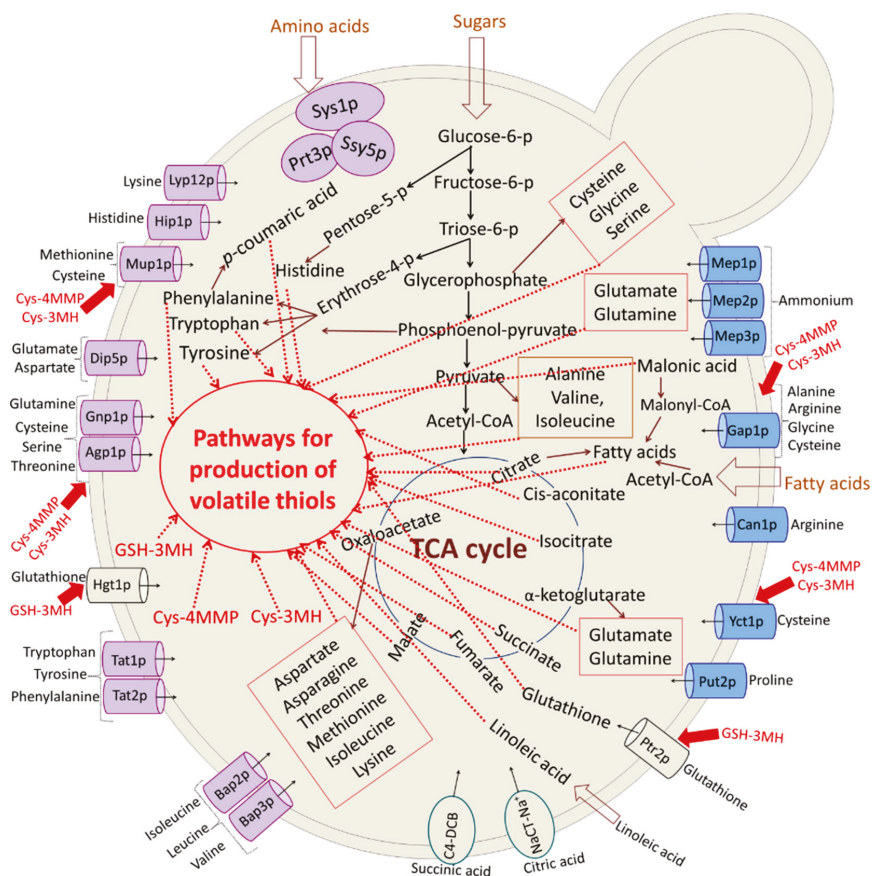 Amino acids
Sugars
Sys1p
Prt3p
Ssy5p
Glucose-6-p
Fructose-6-p
Triose-6-p
Glycerophosphate
Phosphoenol-pyruvate
Pyruvate
Acetyl-CoA
Pentose-5-p
Histidine
Erythrose-4-p
p-coumaric acid
Phenylalanine
Tryptophan
Tyrosine
Cysteine
Glycine
Serine
Glutamate
Glutamine
Alanine
Valine,
Isoleucine
Malonic acid
Malonyl-CoA
Fatty acids
Acetyl-CoA
Fatty acids
Lysine
Lyp12p
Histidine
Hip1p
Methionine
Cysteine
Mup1p
Cys-4MMP
Cys-3MH
Glutamate
Aspartate
Dip5p
Glutamine
Cysteine
Serine
Threonine
Gnp1p
Agp1p
Cys-4MMP
Cys-3MH
Glutathione
Hgt1p
GSH-3MH
Tryptophan
Tyrosine
Phenylalanine
Tat1p
Tat2p
Isoleucine
Leucine
Valine
Bap2p
Bap3p
Pathways for
production of
volatile thiols
GSH-3MH
Cys-4MMP
Cys-3MH
TCA cycle
Citrate
Cis-aconitate
Isocitrate
α-ketoglutarate
Succinate
Fumarate
Malate
Oxaloacetate
Glutamate
Glutamine
Aspartate
Asparagine
Threonine
Methionine
Isoleucine
Lysine
Glutathione
Linoleic acid
C4-DCB
Succinic acid
NaCT-Na⁺
Citric acid
Linoleic acid
Mep1p
Mep2p
Mep3p
Ammonium
Cys-4MMP
Cys-3MH
Gap1p
Alanine
Arginine
Glycine
Cysteine
Can1p
Arginine
Cys-4MMP
Cys-3MH
Yct1p
Cysteine
Put2p
Proline
GSH-3MH
Ptr2p
Glutathione